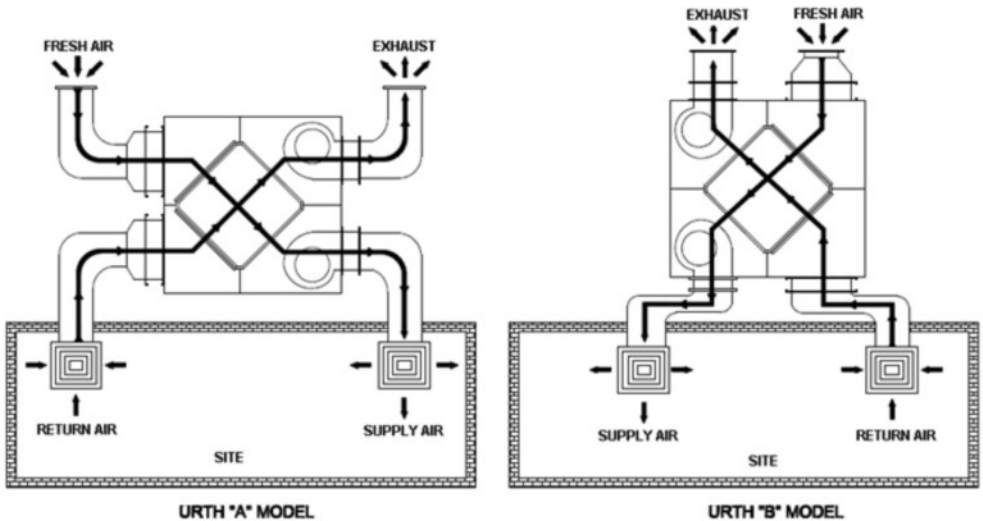 FRESH AIR
EXHAUST
RETURN AIR
SUPPLY AIR
SITE
URTH "A" MODEL
EXHAUST
FRESH AIR
SUPPLY AIR
RETURN AIR
SITE
URTH "B" MODEL